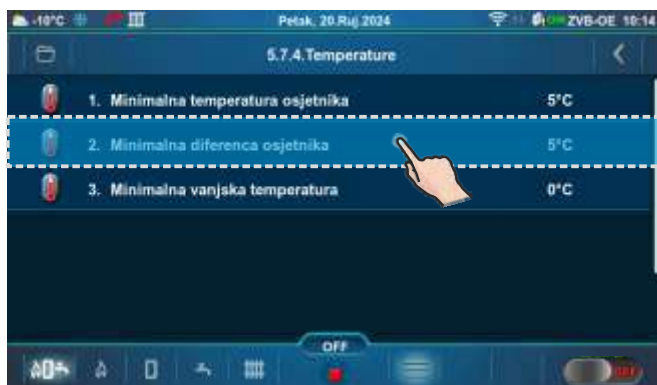 -10°C Petak, 20.Ruj.2024 ZVB-OE 10:14
5.7.4.Temperature
1. Minimalna temperatura osjetnika 5°C
2. Minimalna diferenca osjetnika 5°C
3. Minimalna vanjska temperatura 0°C
OFF
OFF